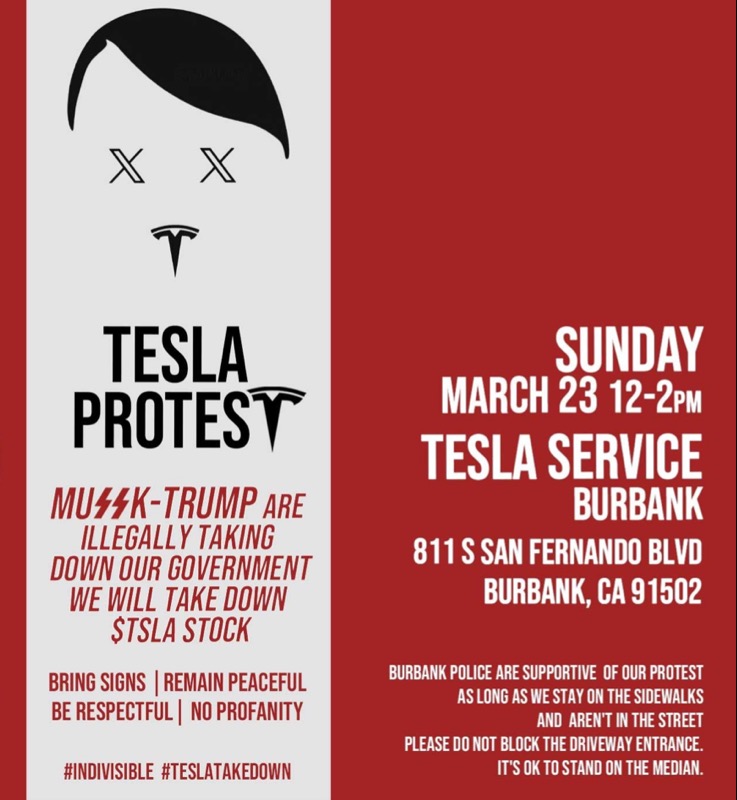 X X
TESLA
PROTEST
MUSSK-TRUMP ARE
ILLEGALLY TAKING
DOWN OUR GOVERNMENT
WE WILL TAKE DOWN
$TSLA STOCK
BRING SIGNS | REMAIN PEACEFUL
BE RESPECTFUL | NO PROFANITY
#INDIVISIBLE #TESLATAKEDOWN
SUNDAY
MARCH 23 12-2PM
TESLA SERVICE
BURBANK
811 S SAN FERNANDO BLVD
BURBANK, CA 91502
BURBANK POLICE ARE SUPPORTIVE OF OUR PROTEST
AS LONG AS WE STAY ON THE SIDEWALKS
AND AREN'T IN THE STREET
PLEASE DO NOT BLOCK THE DRIVEWAY ENTRANCE.
IT'S OK TO STAND ON THE MEDIAN.